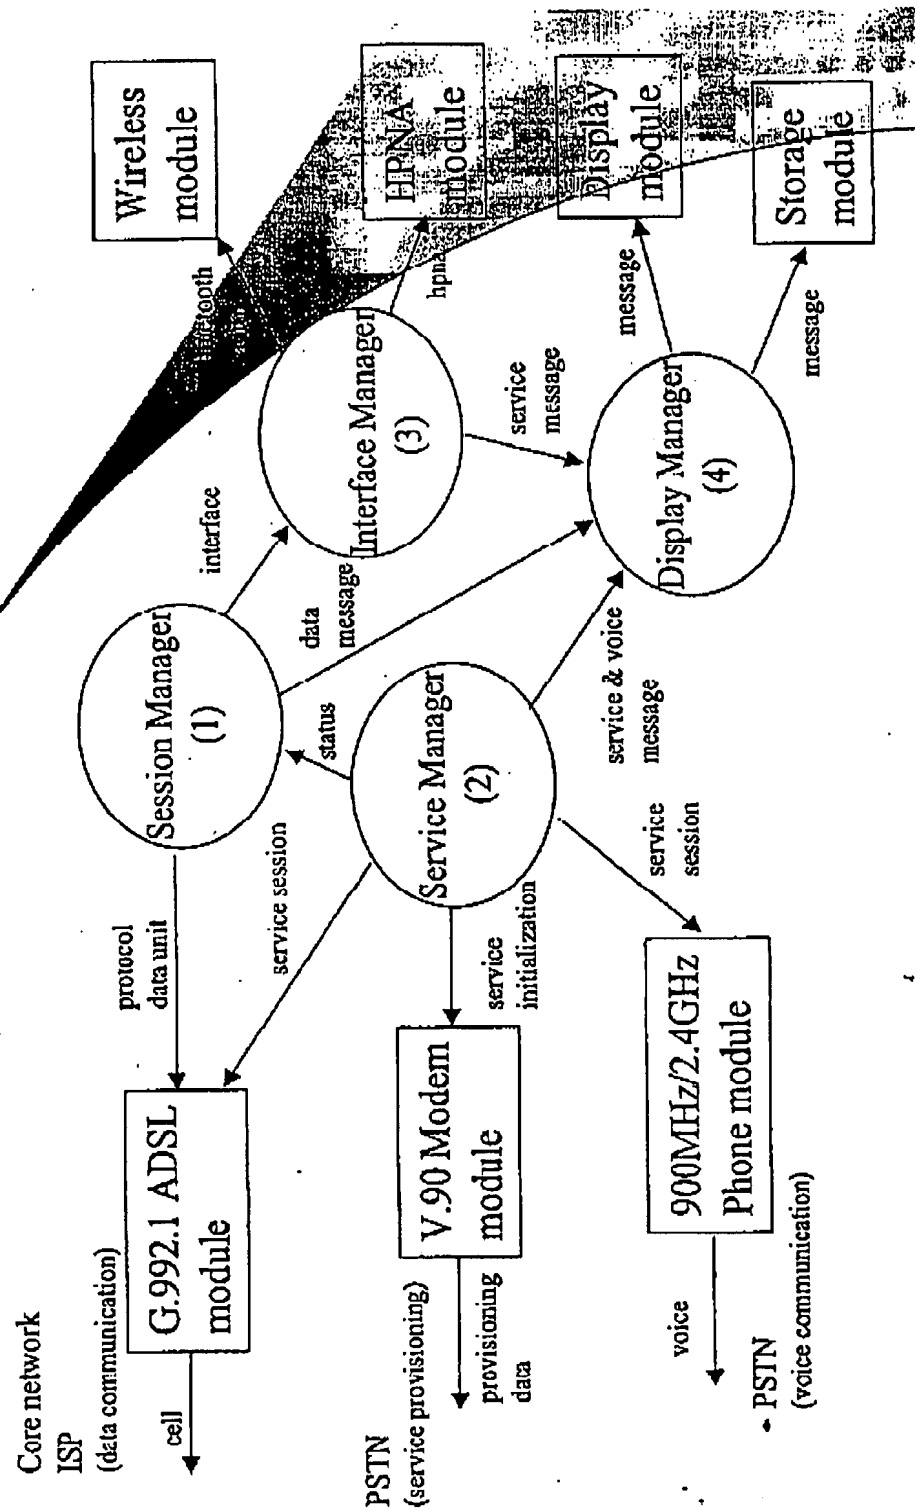 Core network
ISP
(data communication)
cell
G.992.1 ADSL
module
protocol
data unit
Session Manager
(1)
interface
Wireless
module
service session
status
data
message
Interface Manager
(3)
hpna
HPNA
module
PSTN
(service provisioning)
provisioning
data
V.90 Modem
module
service
initialization
Service Manager
(2)
service
message
message
Display
module
service & voice
message
Display Manager
(4)
message
Storage
module
voice
PSTN
(voice communication)
900MHz/2.4GHz
Phone module
service
session